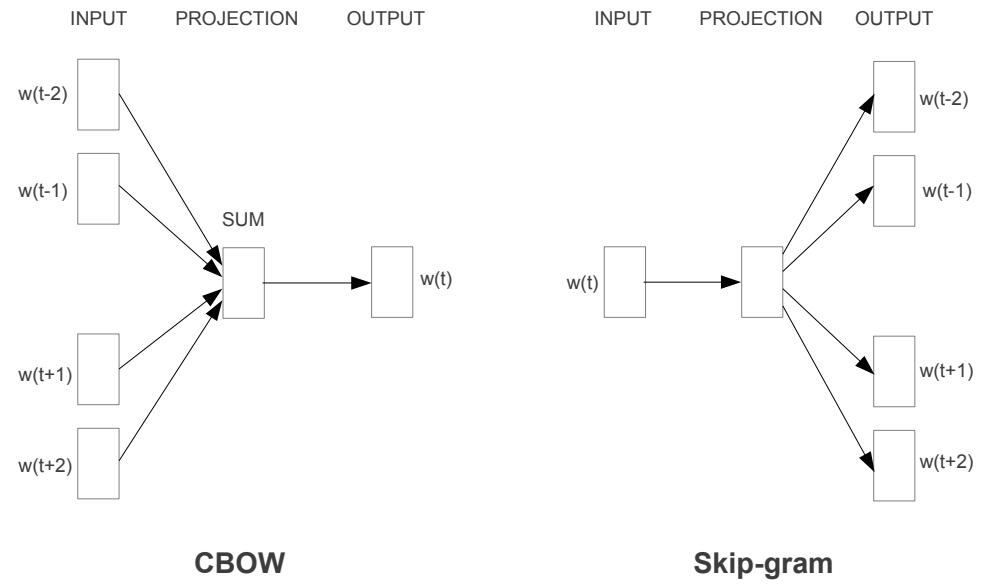 INPUT PROJECTION OUTPUT
w(t-2)
w(t-1)
SUM
w(t)
w(t+1)
w(t+2)
CBOW
INPUT PROJECTION OUTPUT
w(t-2)
w(t-1)
w(t)
w(t+1)
w(t+2)
Skip-gram